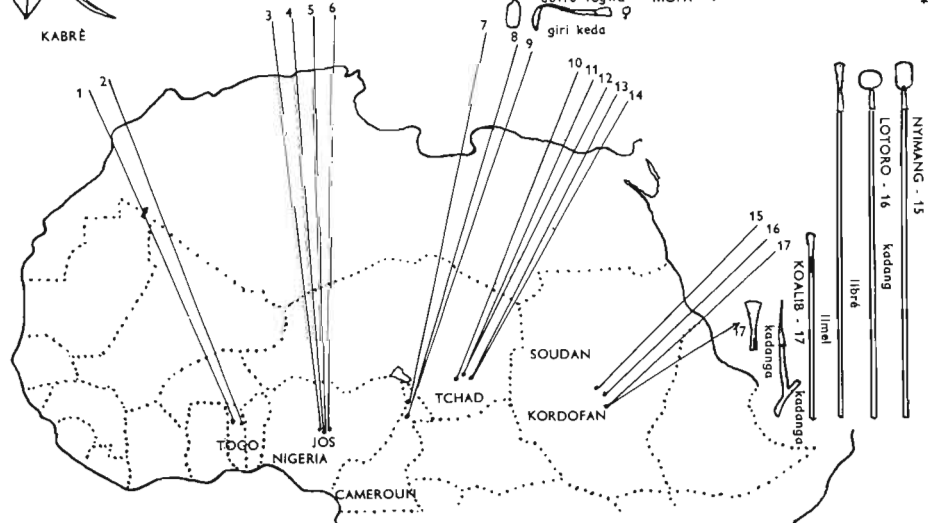 KABRÈ
giri keda ♀
1
2
3
4
5
6
7
8
9
10
11
12
13
14
15
16
17
17
TOGO
JOS
NIGERIA
CAMEROUN
TCHAD
SOUDAN
KORDOFAN
kadanga
kadanga
KOALIB - 17
limel
libré
LOTORO - 16
kadang
NYIMANG - 15